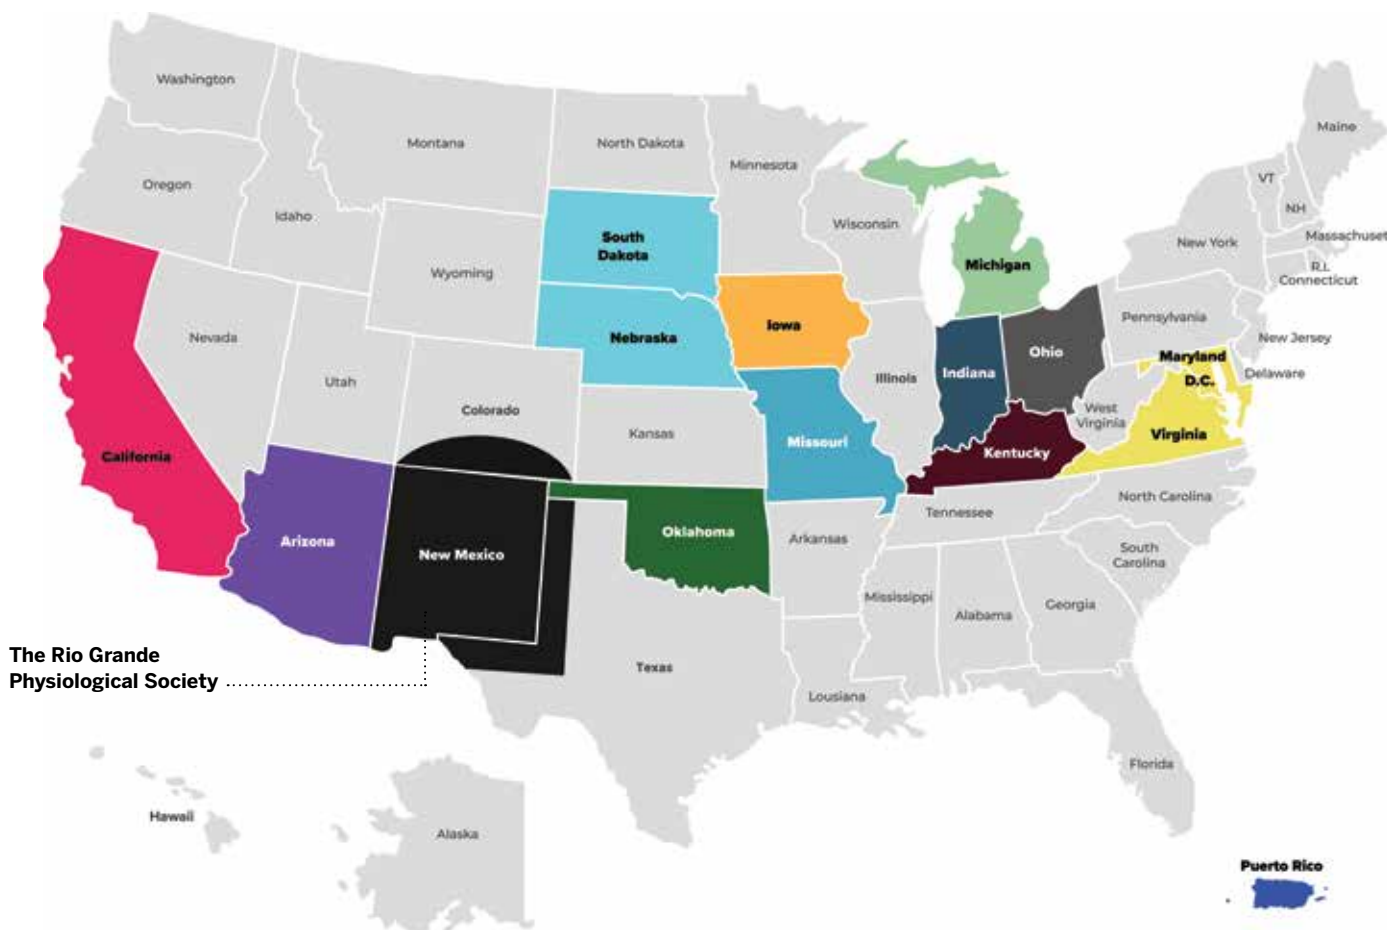 Washington
Montana
North Dakota
Minnesota
Maine
Oregon
Idaho
VT
NH
Wisconsin
New York
Massachuset
South
Dakota
Wyoming
Michigan
R.I.
Connecticut
Nevada
Nebraska
Iowa
Pennsylvania
New Jersey
Utah
Illinois
Indiana
Ohio
Maryland
D.C.
Delaware
Colorado
Kansas
West
Virginia
California
Missouri
Kentucky
Virginia
Arizona
New Mexico
Oklahoma
Arkansas
Tennessee
North Carolina
South
Carolina
Mississippi
Alabama
Georgia
The Rio Grande
Physiological Society
Texas
Lousiana
Florida
Hawaii
Alaska
Puerto Rico